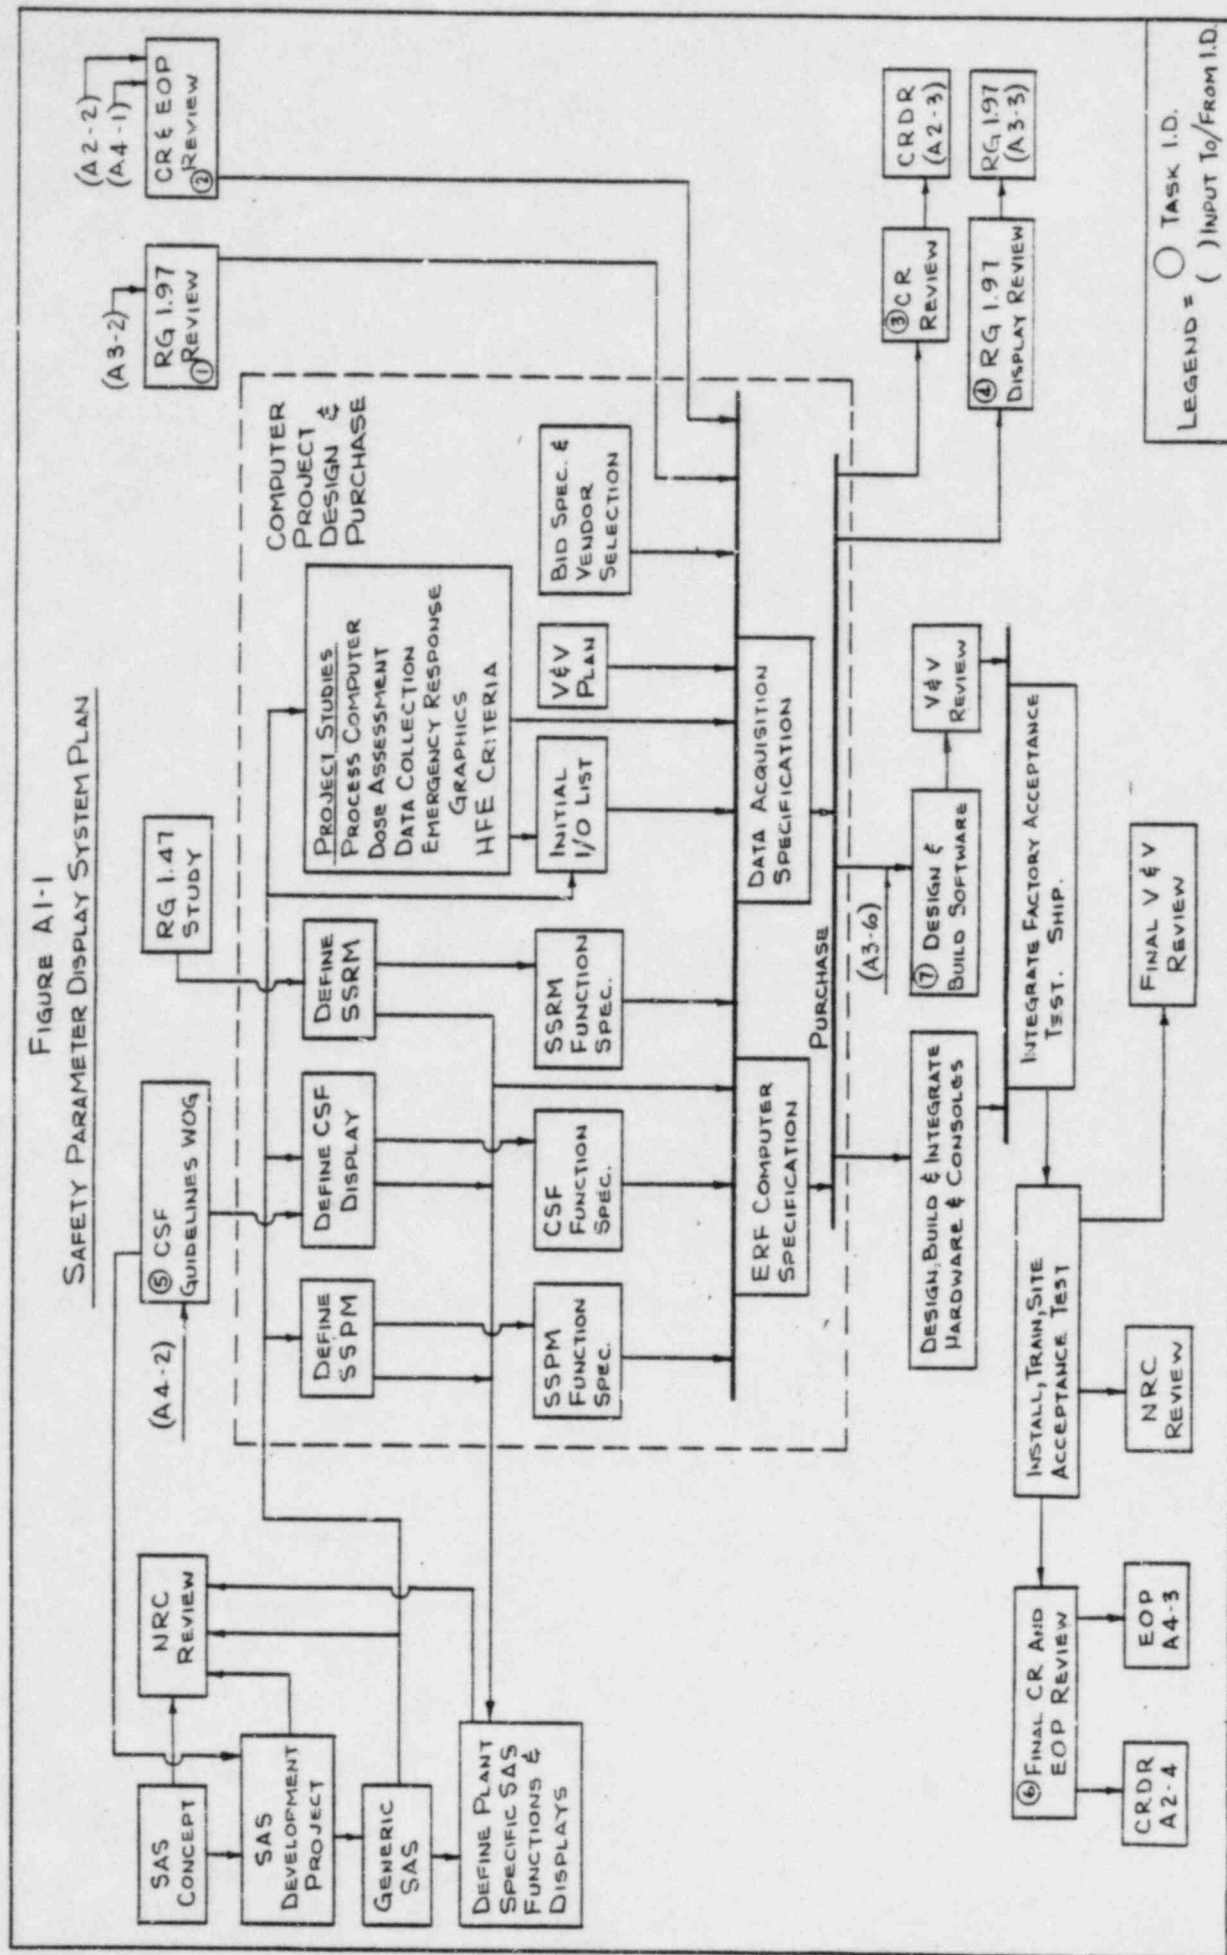 FIGURE A1-1
SAFETY PARAMETER DISPLAY SYSTEM PLAN
SAS
CONCEPT
NRC
REVIEW
SAS
DEVELOPMENT
PROJECT
GENERIC
SAS
DEFINE PLANT
SPECIFIC SAS
FUNCTIONS &
DISPLAYS
(A4-2)
⑤ CSF
GUIDELINES WOG
RG 1.47
STUDY
(A3-2)
RG 1.97
① REVIEW
(A2-2)
(A4-1)
CR & EOP
② REVIEW
COMPUTER
PROJECT
DESIGN &
PURCHASE
DEFINE
SSPM
DEFINE CSF
DISPLAY
DEFINE
SSRM
PROJECT STUDIES
PROCESS COMPUTER
DOSE ASSESSMENT
DATA COLLECTION
EMERGENCY RESPONSE
GRAPHICS
HFE CRITERIA
SSPM
FUNCTION
SPEC.
CSF
FUNCTION
SPEC.
SSRM
FUNCTION
SPEC.
INITIAL
I/O LIST
V&V
PLAN
BID SPEC. &
VENDOR
SELECTION
ERF COMPUTER
SPECIFICATION
DATA ACQUISITION
SPECIFICATION
PURCHASE
(A3-6)
DESIGN, BUILD & INTEGRATE
HARDWARE & CONSOLES
⑦ DESIGN &
BUILD SOFTWARE
V&V
REVIEW
③ CR
REVIEW
CRDR
(A2-3)
④ RG 1.97
DISPLAY REVIEW
RG 1.97
(A3-3)
INTEGRATE FACTORY ACCEPTANCE
TEST. SHIP.
INSTALL, TRAIN, SITE
ACCEPTANCE TEST
⑥ FINAL CR AND
EOP REVIEW
CRDR
A2-4
EOP
A4-3
NRC
REVIEW
FINAL V & V
REVIEW
LEGEND = ○ TASK I.D.
( ) INPUT TO/FROM I.D.